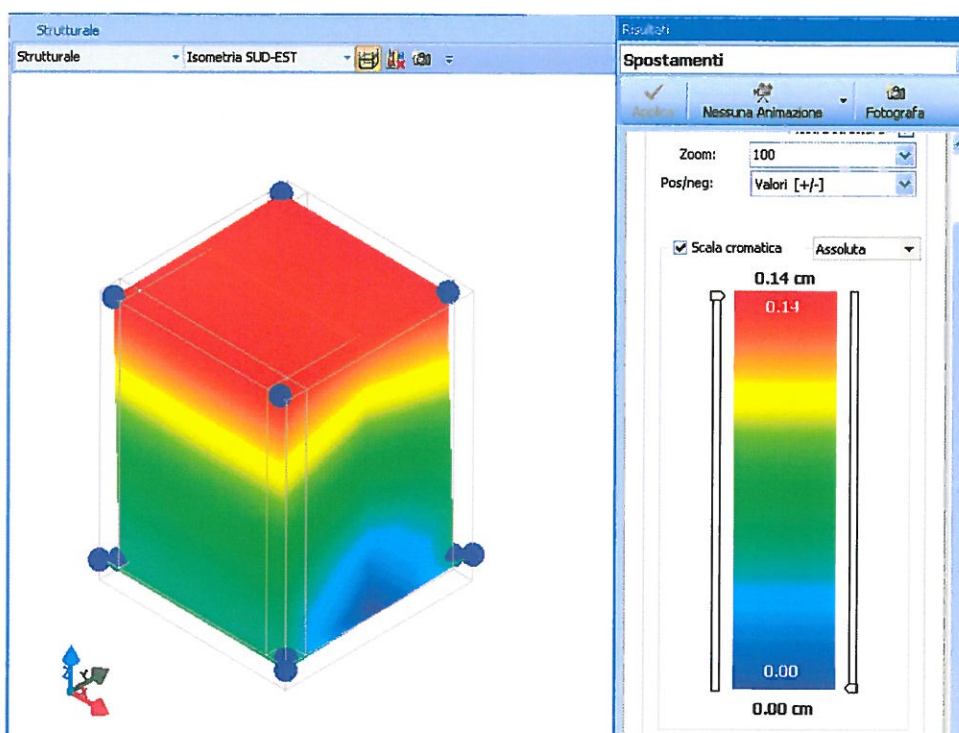 Strutturale
Strutturale
Isometria SUD-EST
Risultati
Spostamenti
Applica
Nessuna Animazione
Fotografa
Zoom:
100
Pos/neg:
Valori [+/-]
Scala cromatica
Assoluta
0.14 cm
0.14
0.00
0.00 cm